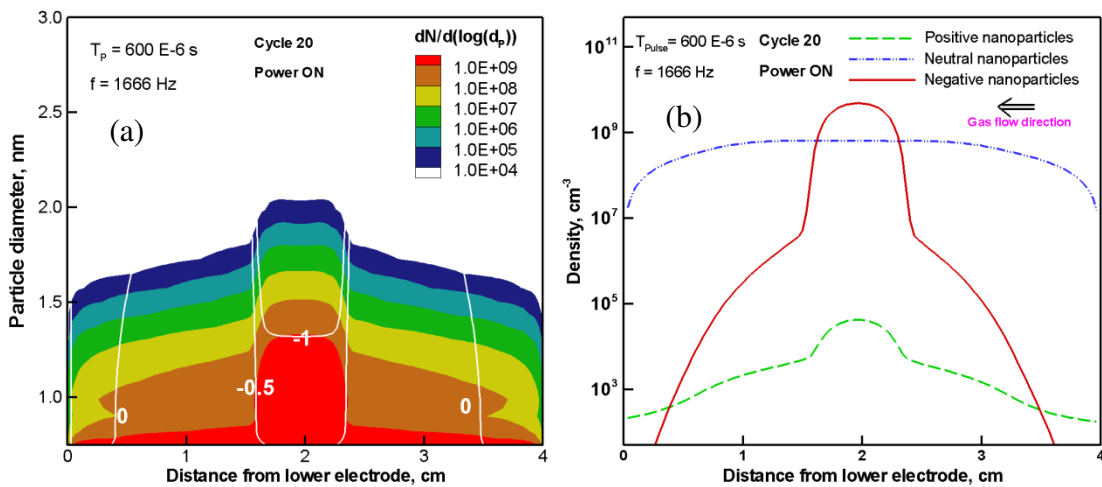 3.0
2.5
2.0
1.5
1.0
Particle diameter, nm
T_P = 600 E-6 s
f = 1666 Hz
Cycle 20
Power ON
dN/d(log(d_P))
1.0E+09
1.0E+08
1.0E+07
1.0E+06
1.0E+05
1.0E+04
(a)
-1
-0.5
0
0
0 1 2 3 4
Distance from lower electrode, cm
10^11
10^9
10^7
10^5
10^3
Density, cm^-3
T_Pulse = 600 E-6 s
f = 1666 Hz
Cycle 20
Power ON
Positive nanoparticles
Neutral nanoparticles
Negative nanoparticles
Gas flow direction
(b)
0 1 2 3 4
Distance from lower electrode, cm